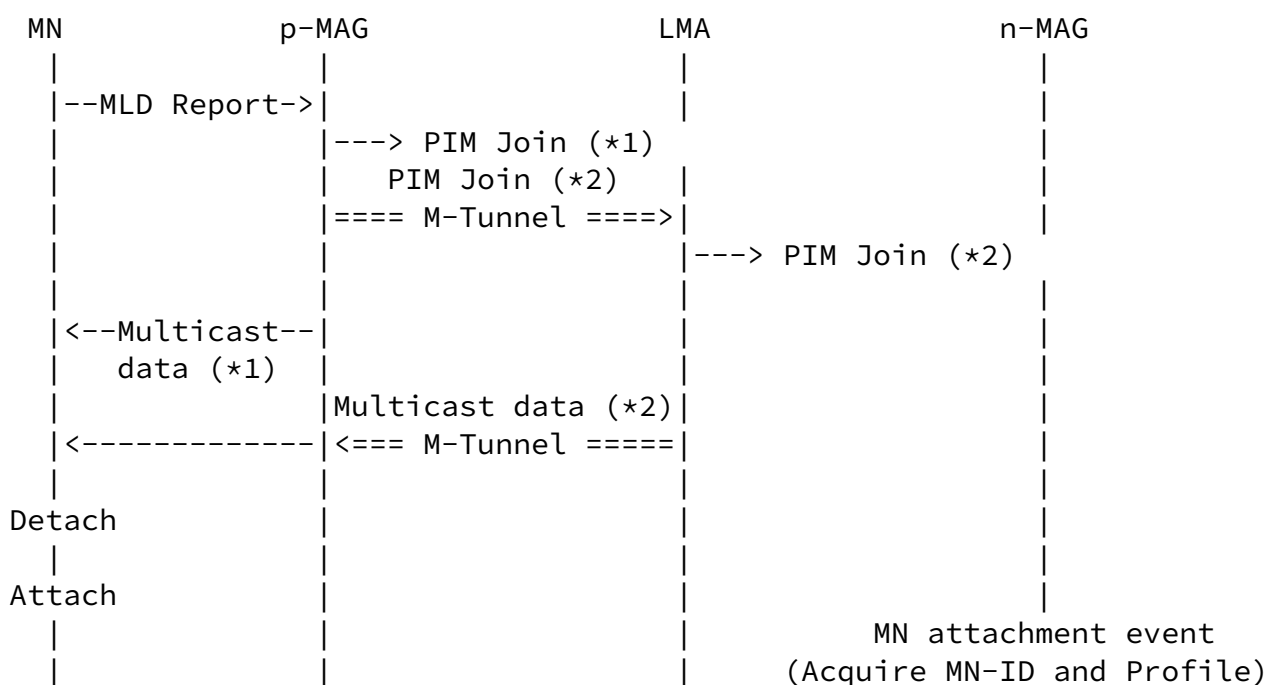 MN p-MAG LMA n-MAG
|--MLD Report->|
|---> PIM Join (*1)
PIM Join (*2)
|==== M-Tunnel ====>|
|---> PIM Join (*2)
|<--Multicast--|
data (*1)
|Multicast data (*2)|
|<-------------|<=== M-Tunnel =====|
Detach
Attach
MN attachment event
(Acquire MN-ID and Profile)